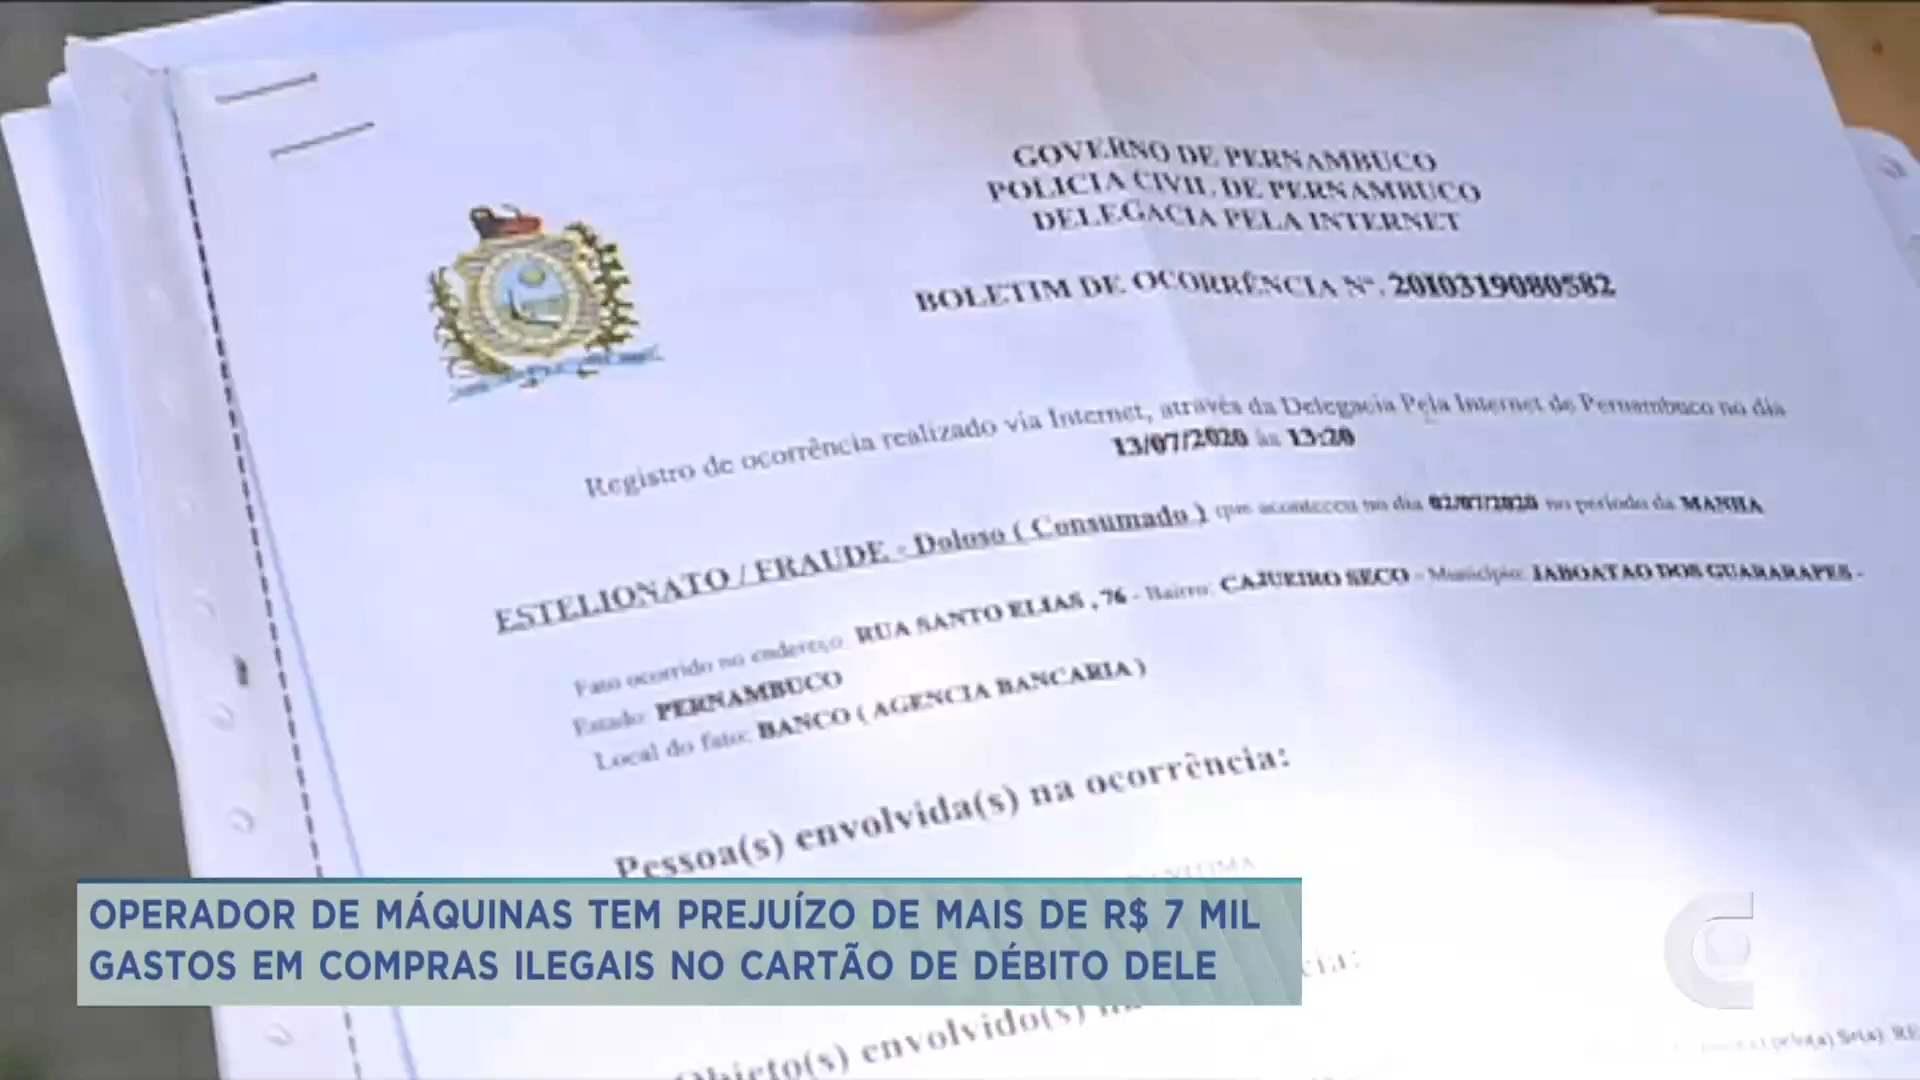 GOVERNO DE PERNAMBUCO
POLICIA CIVIL DE PERNAMBUCO
DELEGACIA PELA INTERNET
BOLETIM DE OCORRÊNCIA Nº. 20I0319080582
Registro de ocorrência realizado via Internet, através da Delegacia Pela Internet de Pernambuco no dia
13/07/2020 às 13:20
ESTELIONATO / FRAUDE - Doloso ( Consumado ) que aconteceu no dia 02/07/2020 no período da MANHA
Fato ocorrido no endereço: RUA SANTO ELIAS , 76 - Bairro: CAJUEIRO SECO - Município: JABOATAO DOS GUARARAPES -
Estado: PERNAMBUCO
Local do fato: BANCO ( AGENCIA BANCARIA )
Pessoa(s) envolvida(s) na ocorrência:
OPERADOR DE MÁQUINAS TEM PREJUÍZO DE MAIS DE R$ 7 MIL
GASTOS EM COMPRAS ILEGAIS NO CARTÃO DE DÉBITO DELE
Objeto(s) envolvido(s)